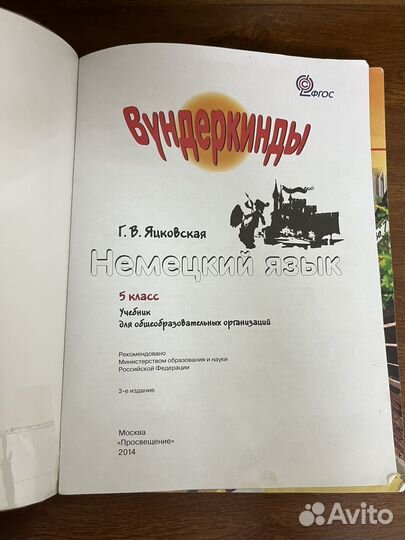 ФГОС
Вундеркинды
Г. В. Яцковская
Немецкий язык
5 класс
Учебник
для общеобразовательных организаций
Рекомендовано
Министерством образования и науки
Российской Федерации
3-е издание
Москва
«Просвещение»
2014
Avito